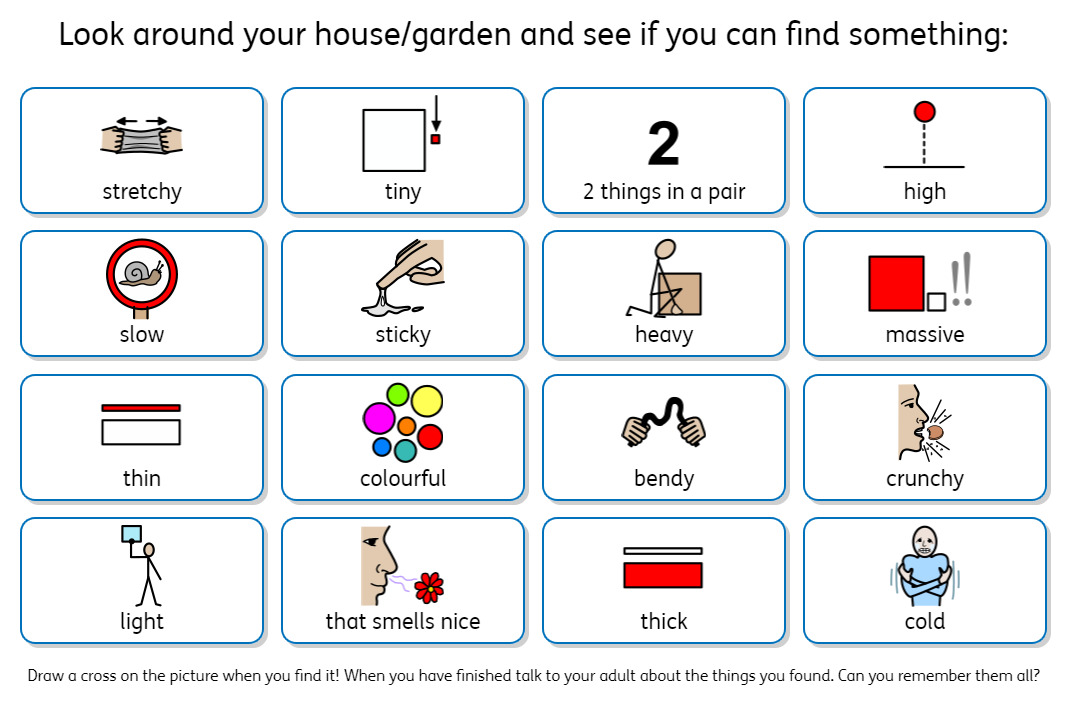 Look around your house/garden and see if you can find something:
stretchy
tiny
2
2 things in a pair
high
slow
sticky
heavy
massive
!!
thin
colourful
bendy
crunchy
light
that smells nice
thick
cold
Draw a cross on the picture when you find it! When you have finished talk to your adult about the things you found. Can you remember them all?